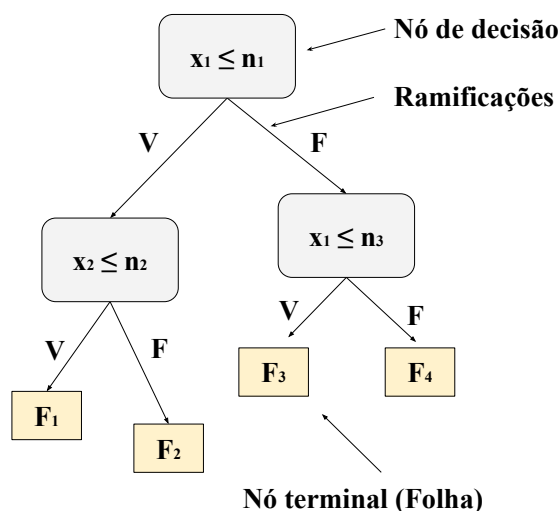 Nó de decisão
x₁ ≤ n₁
Ramificações
V
F
x₂ ≤ n₂
x₁ ≤ n₃
V
F
V
F
F₃
F₄
F₁
F₂
Nó terminal (Folha)